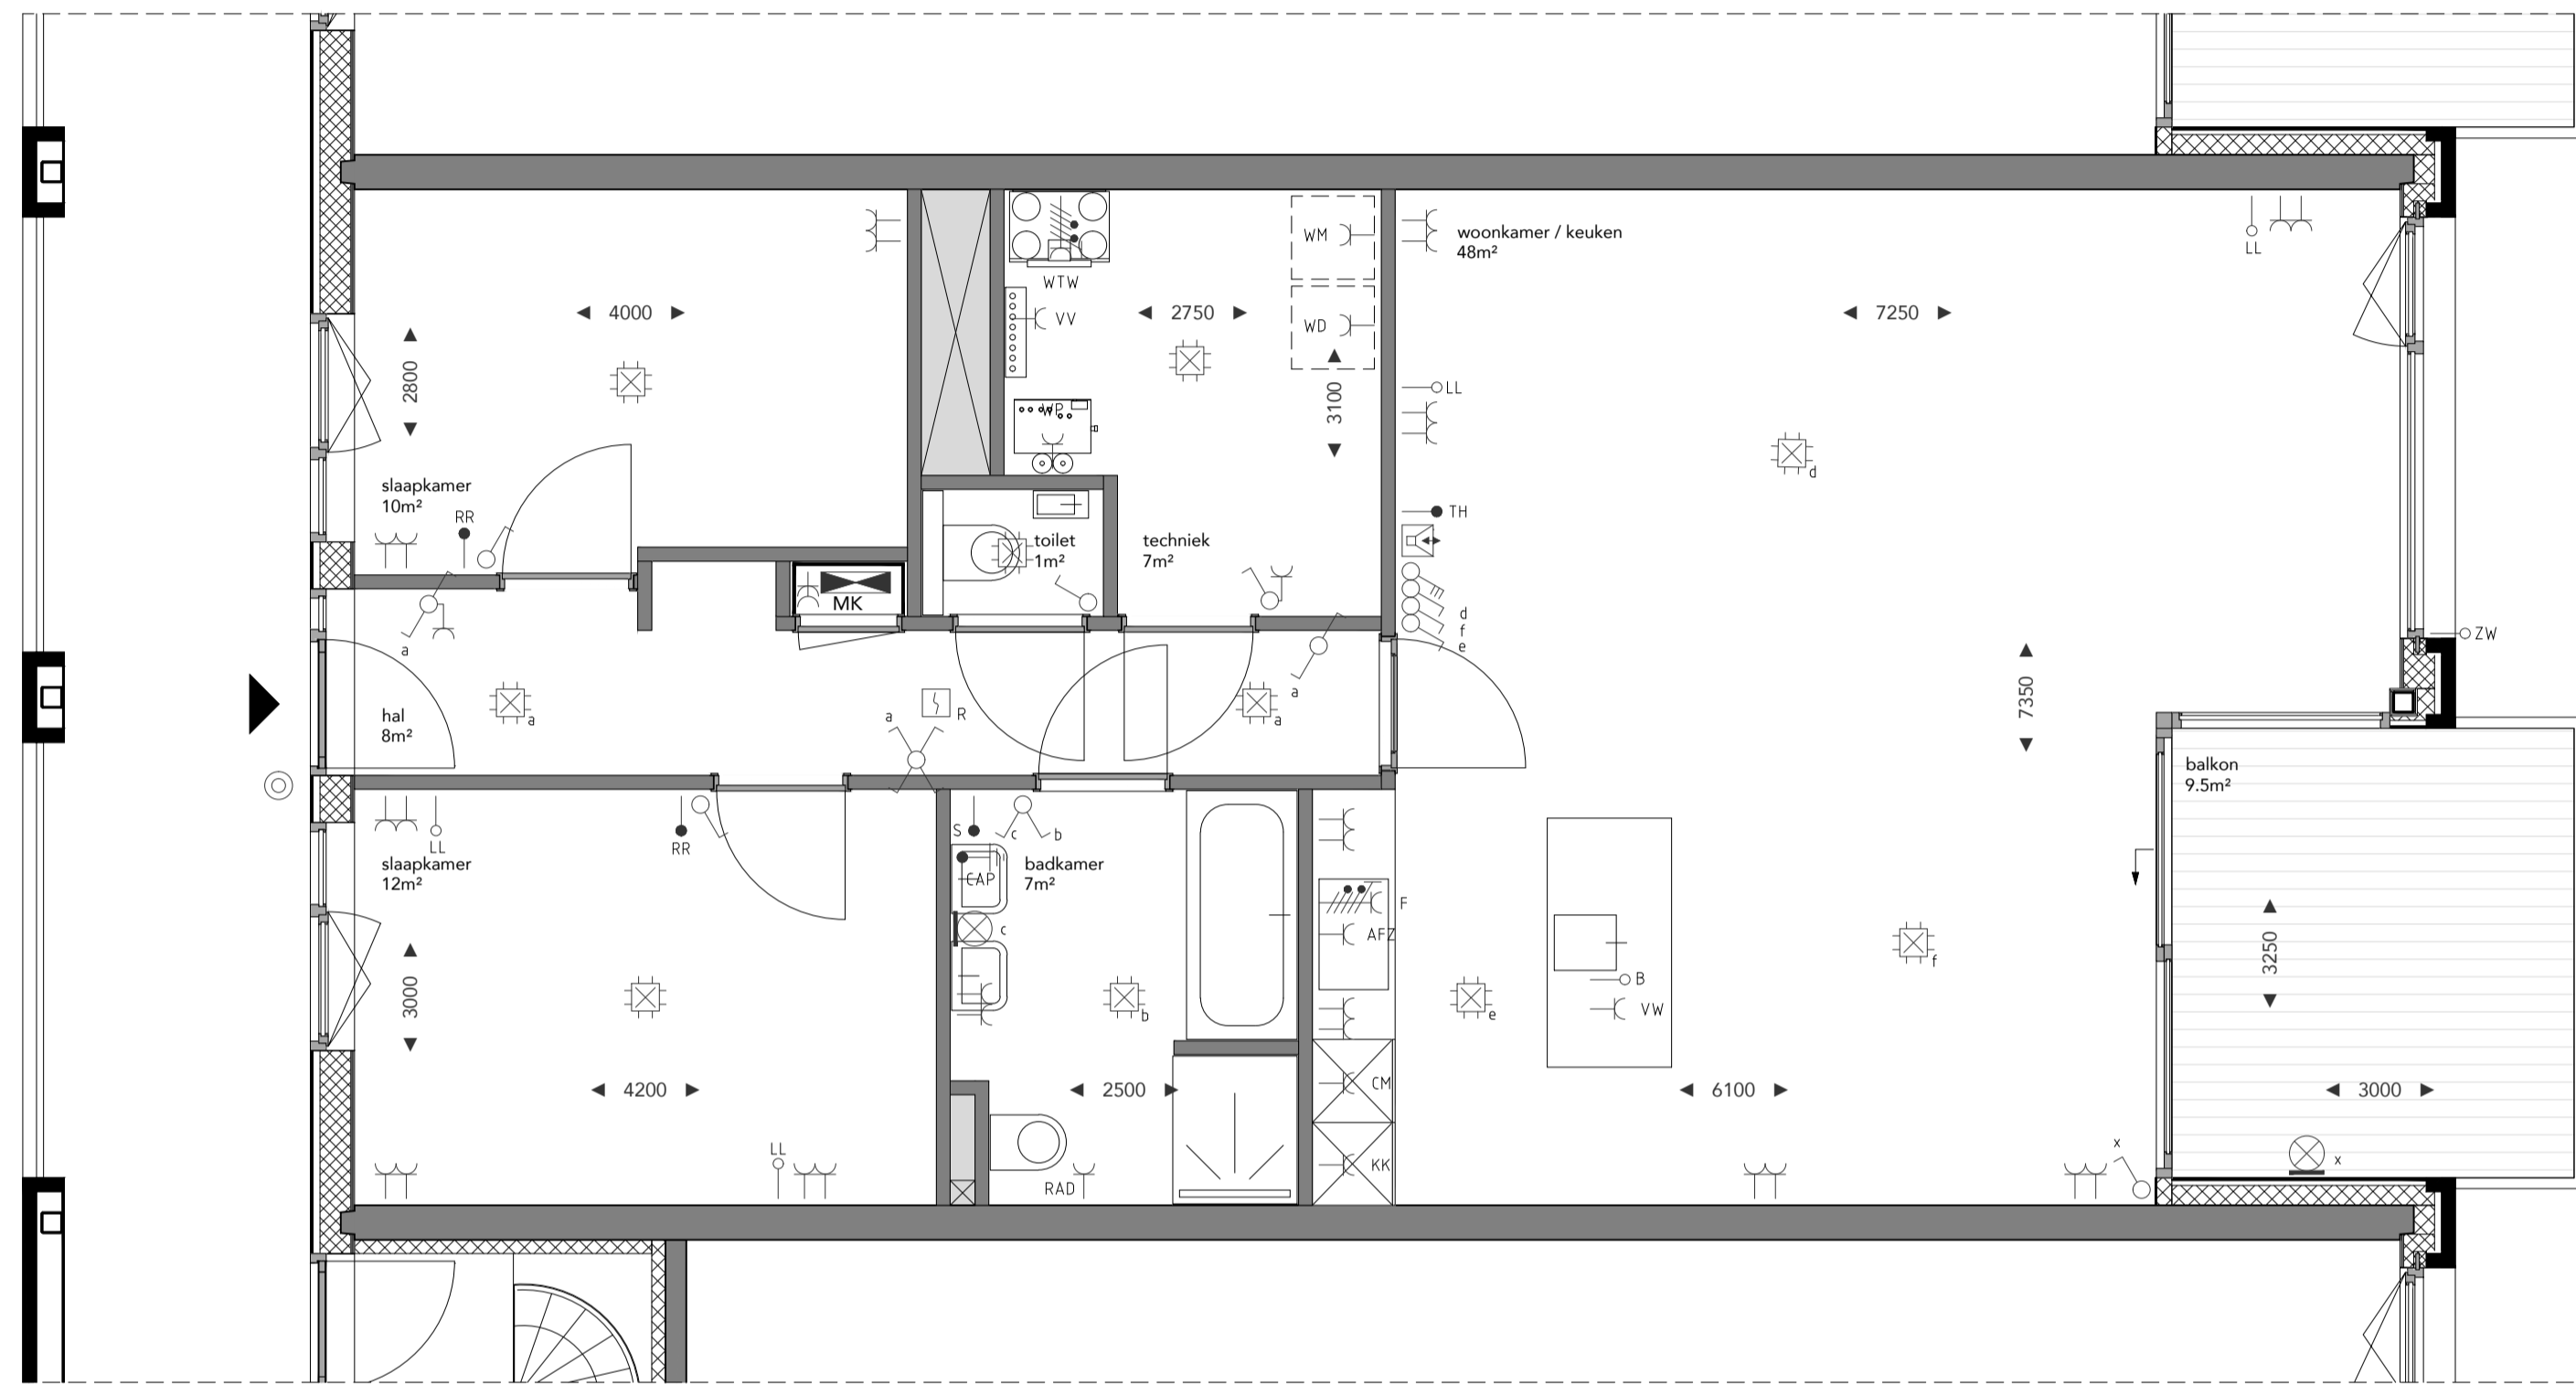 WM
woonkamer / keuken
48m²
LL
WTW
4000
2750
7250
VV
WD
2800
3100
LL
WP
d
slaapkamer
10m²
RR
TH
toilet
1m²
techniek
7m²
MK
d
f
e
a
ZW
a
a
R
a
a
hal
8m²
7350
balkon
9.5m²
LL
RR
S
c
b
slaapkamer
12m²
CAP
badkamer
7m²
F
c
AFZ
f
3250
3000
b
e
B
VW
CM
4200
2500
6100
3000
LL
KK
RAD
x
x